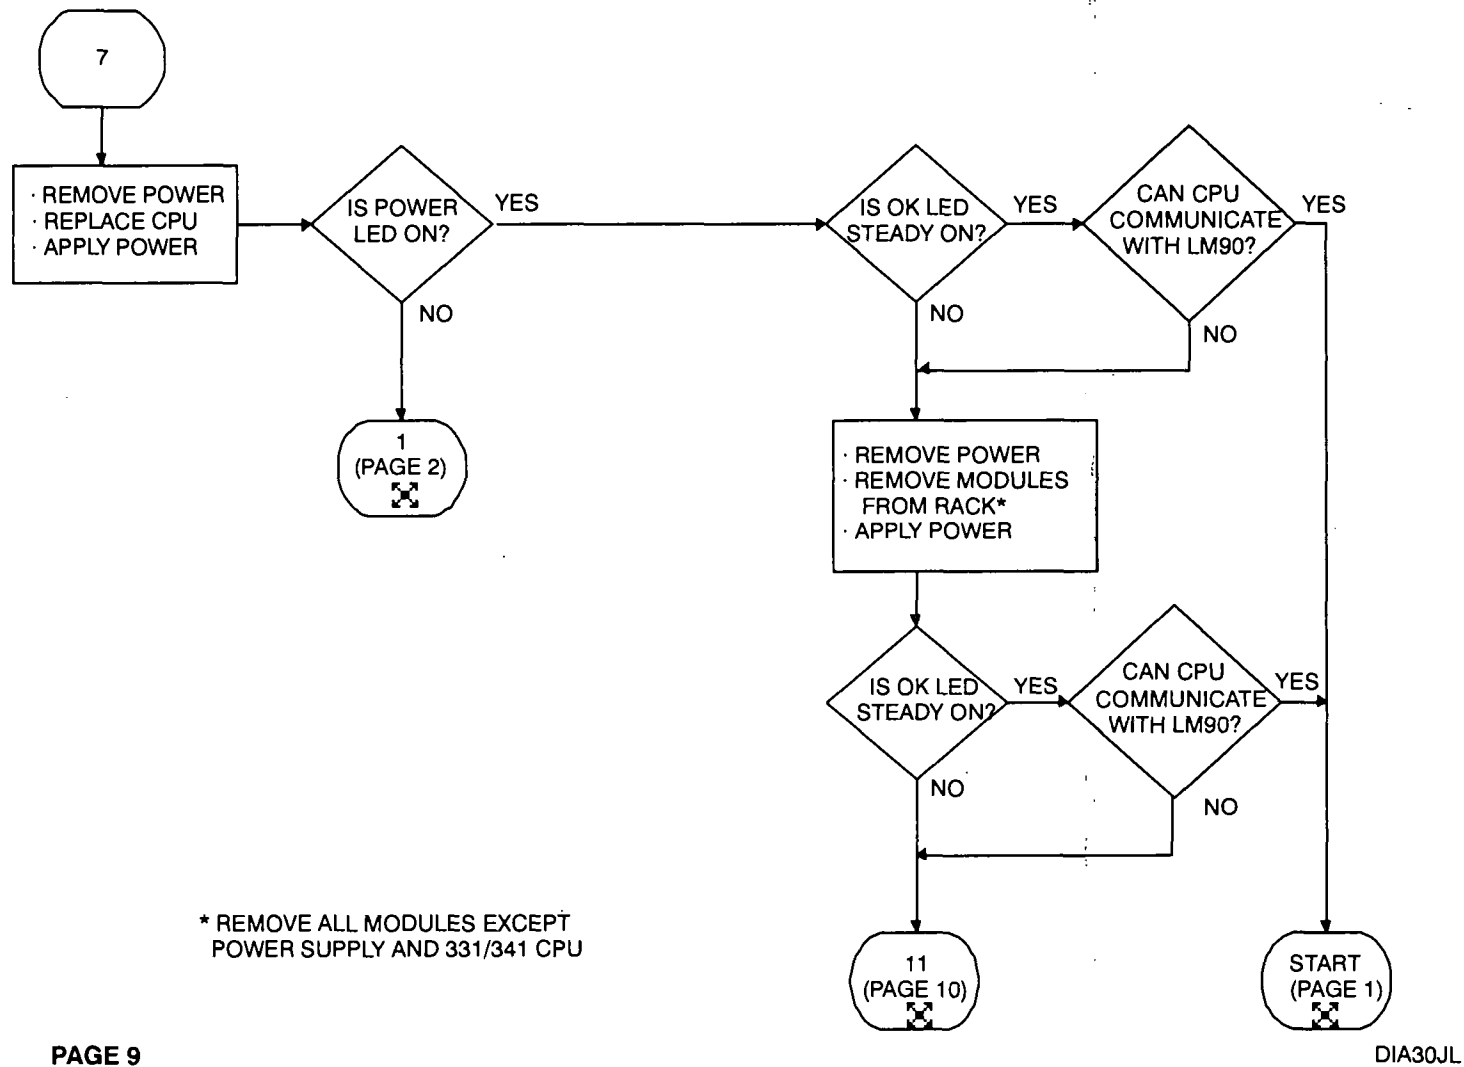 7
· REMOVE POWER
· REPLACE CPU
· APPLY POWER
IS POWER
LED ON?
YES
NO
1
(PAGE 2)
IS OK LED
STEADY ON?
YES
NO
CAN CPU
COMMUNICATE
WITH LM90?
YES
NO
· REMOVE POWER
· REMOVE MODULES
FROM RACK*
· APPLY POWER
IS OK LED
STEADY ON?
YES
NO
CAN CPU
COMMUNICATE
WITH LM90?
YES
NO
* REMOVE ALL MODULES EXCEPT
POWER SUPPLY AND 331/341 CPU
11
(PAGE 10)
START
(PAGE 1)
PAGE 9
DIA30JL